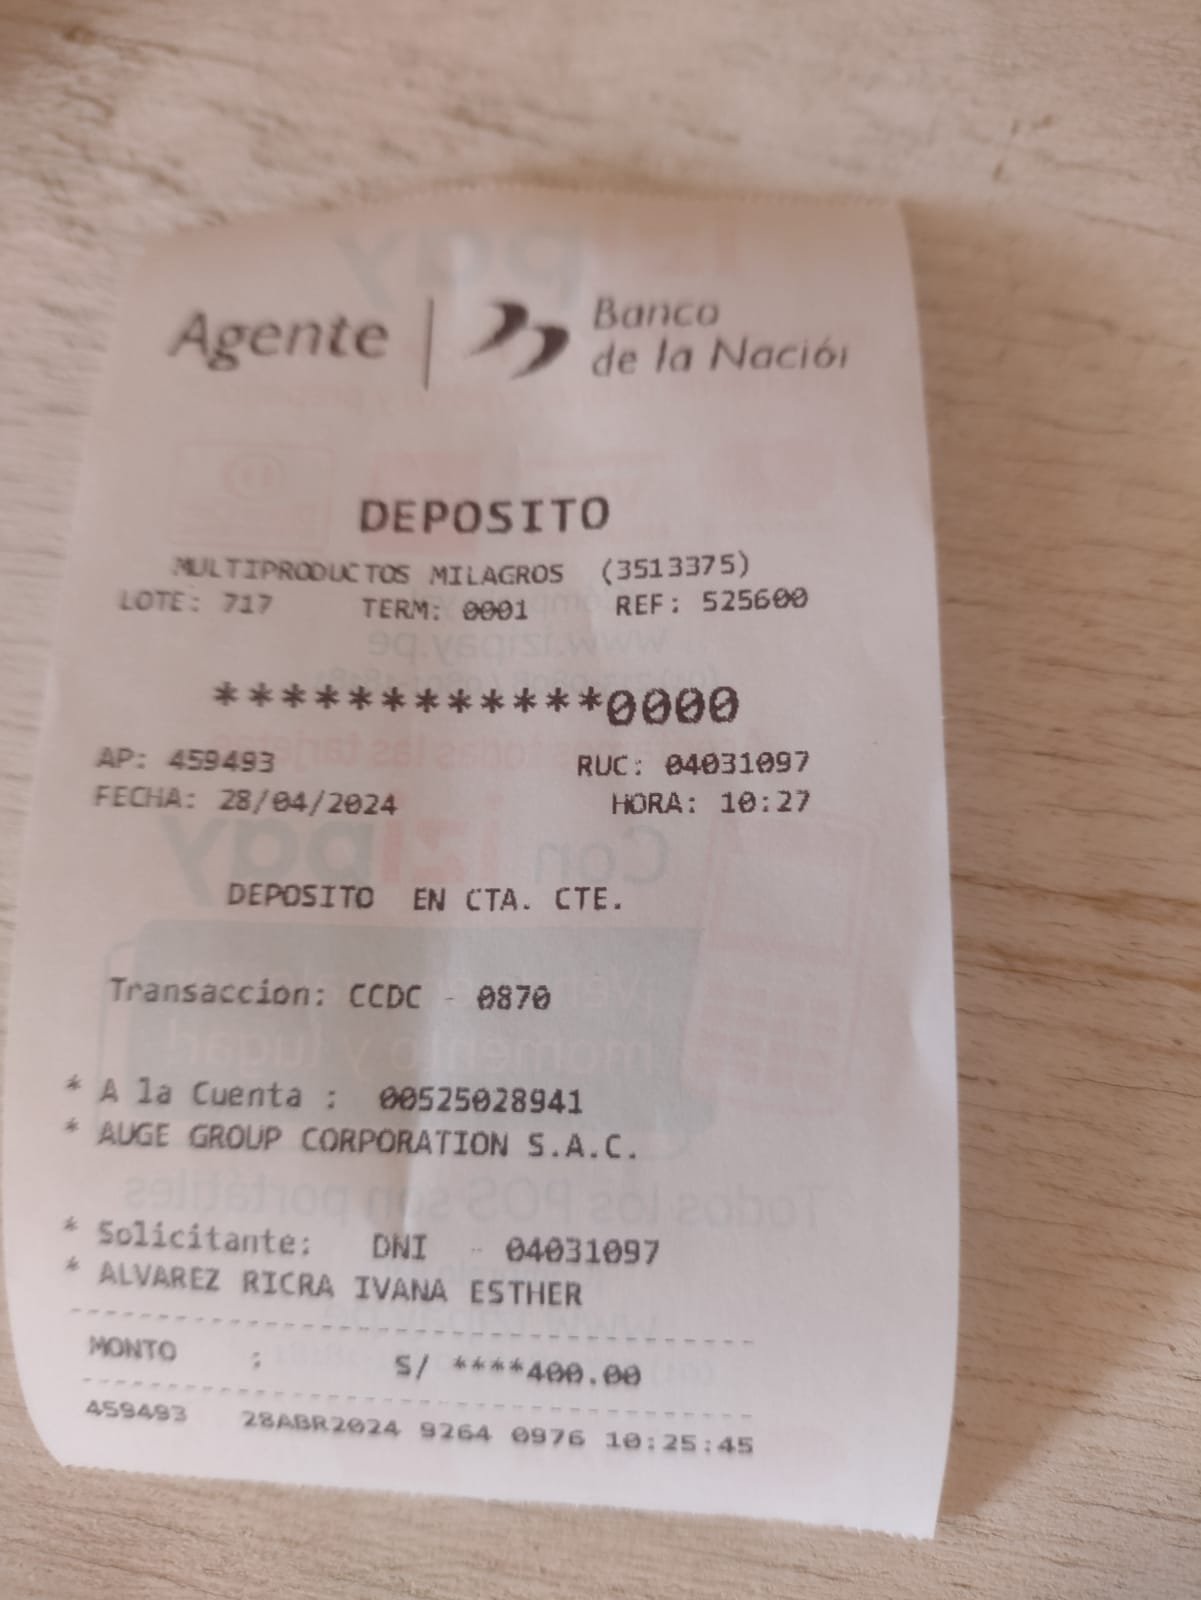 Agente | Banco
de la Nación
DEPOSITO
MULTIPRODUCTOS MILAGROS (3513375)
LOTE: 717 TERM: 0001 REF: 525600
************0000
AP: 459493 RUC: 04031097
FECHA: 28/04/2024 HORA: 10:27
DEPOSITO EN CTA. CTE.
Transaccion: CCDC - 0870
* A la Cuenta : 00525028941
* AUGE GROUP CORPORATION S.A.C.
* Solicitante: DNI - 04031097
* ALVAREZ RICRA IVANA ESTHER
MONTO : S/ ****400.00
459493 28ABR2024 9264 0976 10:25:45